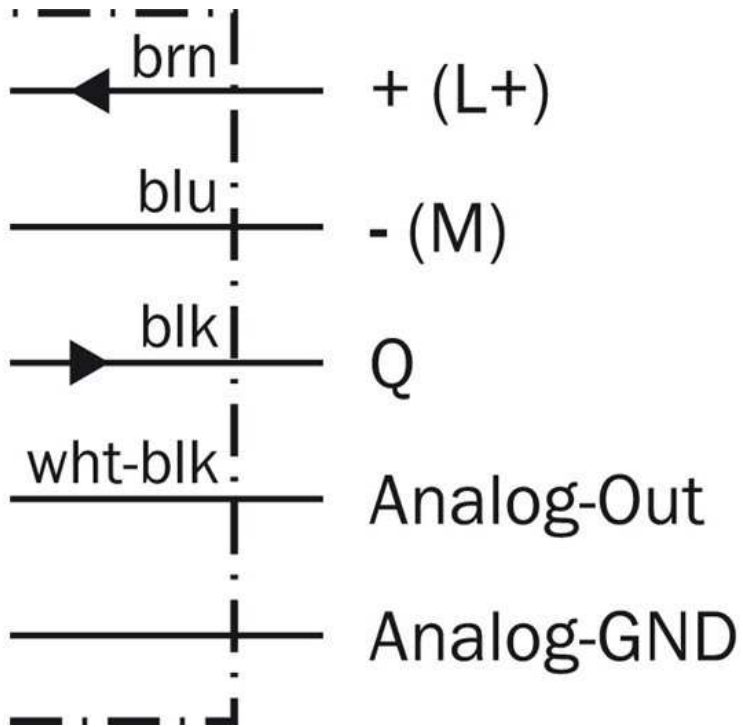 brn
+ (L+)
blu
- (M)
blk
Q
wht-blk
Analog-Out
Analog-GND